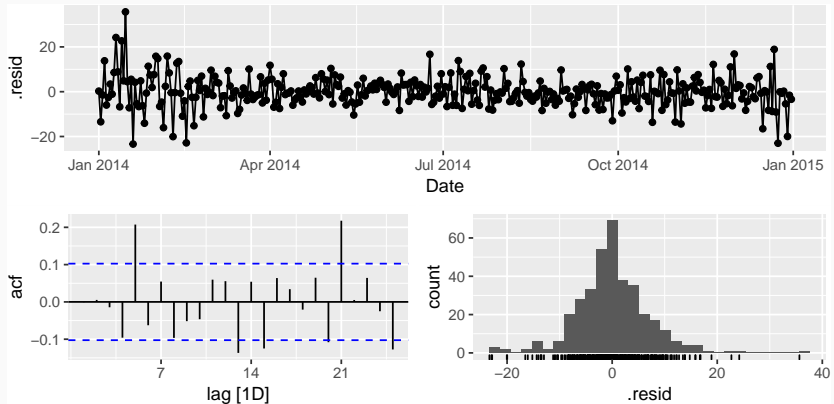 .resid
20
0
−20
Jan 2014
Apr 2014
Jul 2014
Oct 2014
Jan 2015
Date
acf
0.2
0.1
0.0
−0.1
7
14
21
lag [1D]
count
60
40
20
0
−20
0
20
40
.resid